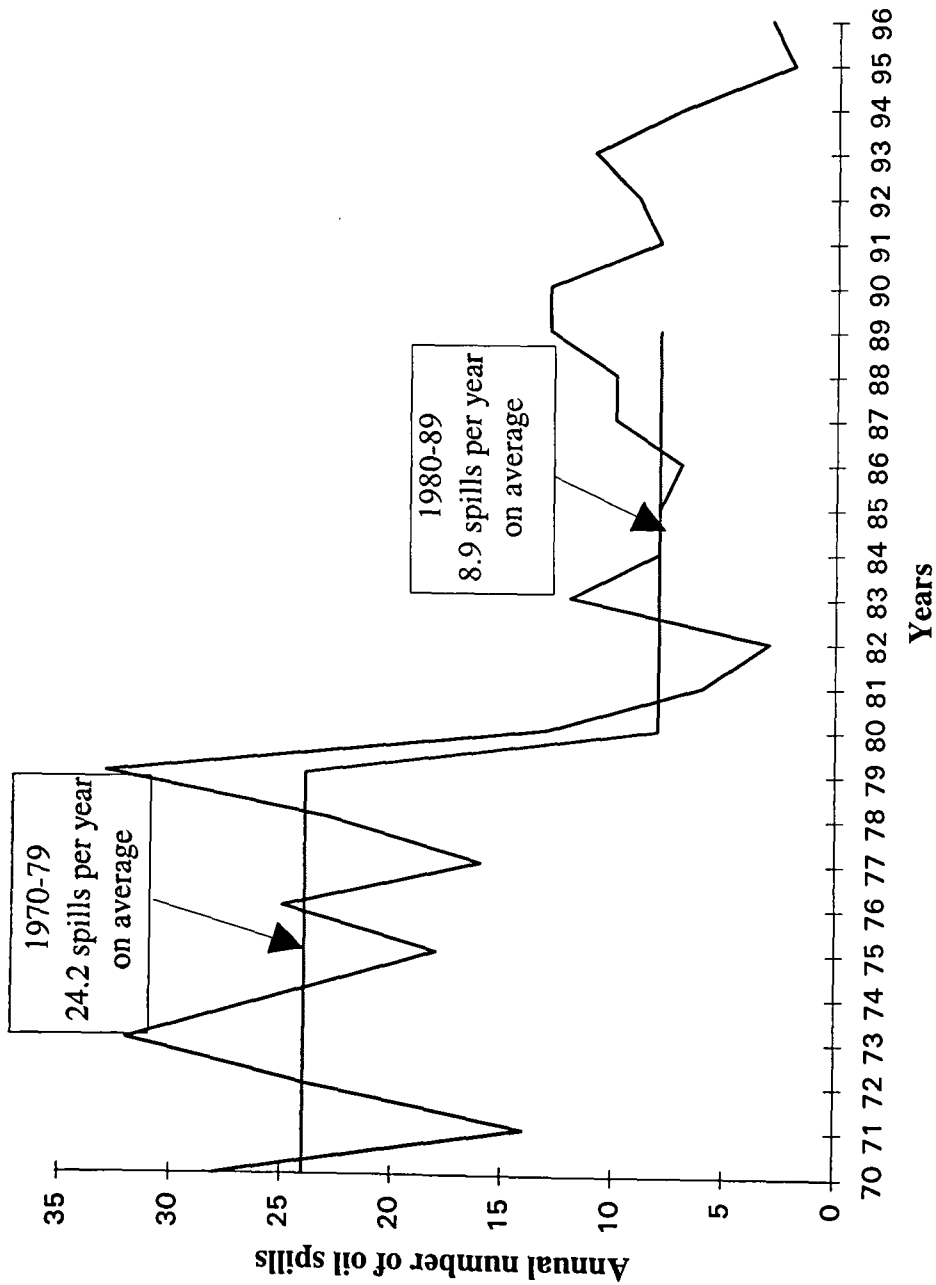 Annual number of oil spills
35
30
25
20
15
10
5
0
1970-79
24.2 spills per year
on average
1980-89
8.9 spills per year
on average
70 71 72 73 74 75 76 77 78 79 80 81 82 83 84 85 86 87 88 89 90 91 92 93 94 95 96
Years